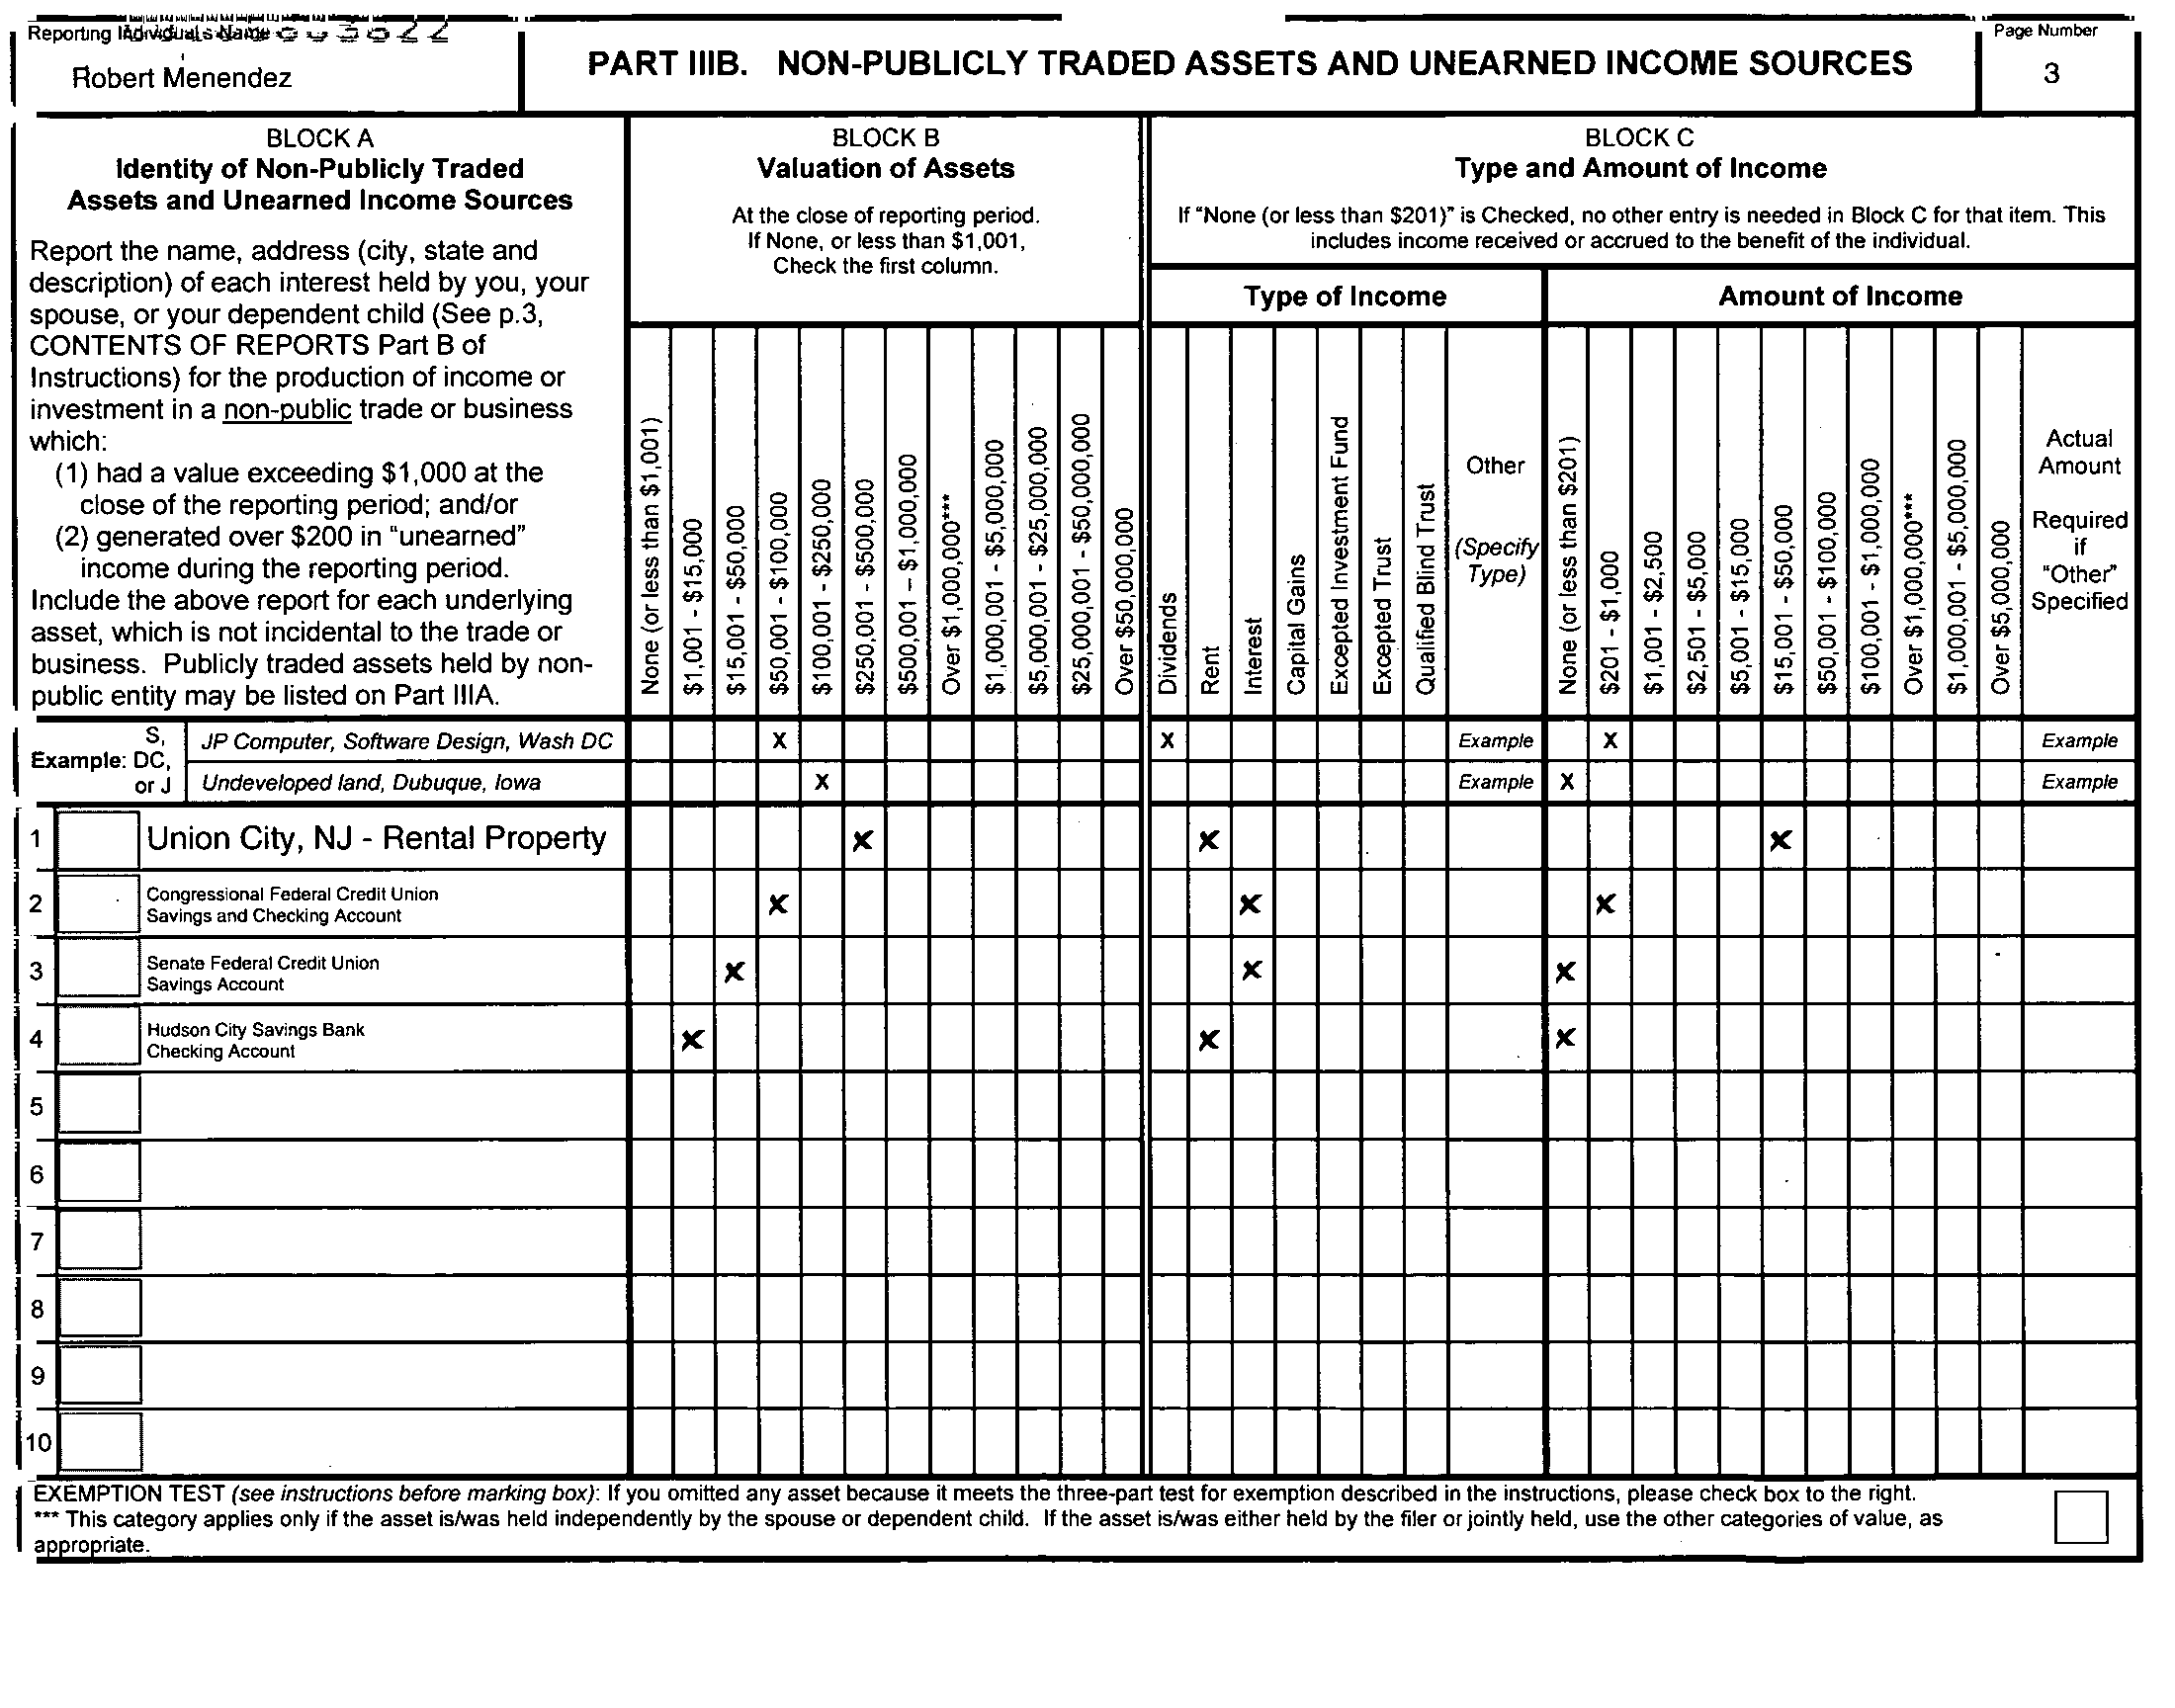 Reporting Individual's Name
Robert Menendez
PART IIIB. NON-PUBLICLY TRADED ASSETS AND UNEARNED INCOME SOURCES
Page Number
3
BLOCK A
Identity of Non-Publicly Traded
Assets and Unearned Income Sources
Report the name, address (city, state and
description) of each interest held by you, your
spouse, or your dependent child (See p.3,
CONTENTS OF REPORTS Part B of
Instructions) for the production of income or
investment in a non-public trade or business
which:
(1) had a value exceeding $1,000 at the
close of the reporting period; and/or
(2) generated over $200 in "unearned"
income during the reporting period.
Include the above report for each underlying
asset, which is not incidental to the trade or
business. Publicly traded assets held by non-
public entity may be listed on Part IIIA.
BLOCK B
Valuation of Assets
At the close of reporting period.
If None, or less than $1,001,
Check the first column.
None (or less than $1,001)
$1,001 - $15,000
$15,001 - $50,000
$50,001 - $100,000
$100,001 - $250,000
$250,001 - $500,000
$500,001 – $1,000,000
Over $1,000,000***
$1,000,001 - $5,000,000
$5,000,001 - $25,000,000
$25,000,001 - $50,000,000
Over $50,000,000
BLOCK C
Type and Amount of Income
If "None (or less than $201)" is Checked, no other entry is needed in Block C for that item. This
includes income received or accrued to the benefit of the individual.
Type of Income
Dividends
Rent
Interest
Capital Gains
Excepted Investment Fund
Excepted Trust
Qualified Blind Trust
Other
(Specify
Type)
Amount of Income
None (or less than $201)
$201 - $1,000
$1,001 - $2,500
$2,501 - $5,000
$5,001 - $15,000
$15,001 - $50,000
$50,001 - $100,000
$100,001 - $1,000,000
Over $1,000,000***
$1,000,001 - $5,000,000
Over $5,000,000
Actual
Amount
Required
if
"Other"
Specified
Example:
S,
DC,
or J
JP Computer, Software Design, Wash DC X X Example X Example
Undeveloped land, Dubuque, Iowa X Example X Example
1 Union City, NJ - Rental Property X X X
2 Congressional Federal Credit Union
Savings and Checking Account X X X
3 Senate Federal Credit Union
Savings Account X X X
4 Hudson City Savings Bank
Checking Account X X X
5
6
7
8
9
10
EXEMPTION TEST (see instructions before marking box): If you omitted any asset because it meets the three-part test for exemption described in the instructions, please check box to the right.
*** This category applies only if the asset is/was held independently by the spouse or dependent child. If the asset is/was either held by the filer or jointly held, use the other categories of value, as
appropriate.